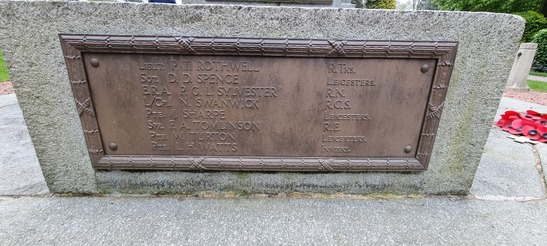 LIEUT. P. T. ROTHWELL R.TKS.
SGT. D. D. SPENCE LEICESTERS.
E.R.A. P. G. L. SYLVESTER R.N.
L/CPL. N. SWANWICK R.C.S.
PTE. J. SHARPE LEICESTERS.
SPR. F. A. TOMLINSON R.E.
PTE. W. TURTON LEICESTERS.
PTE. L. H. WATTS INNISKS.